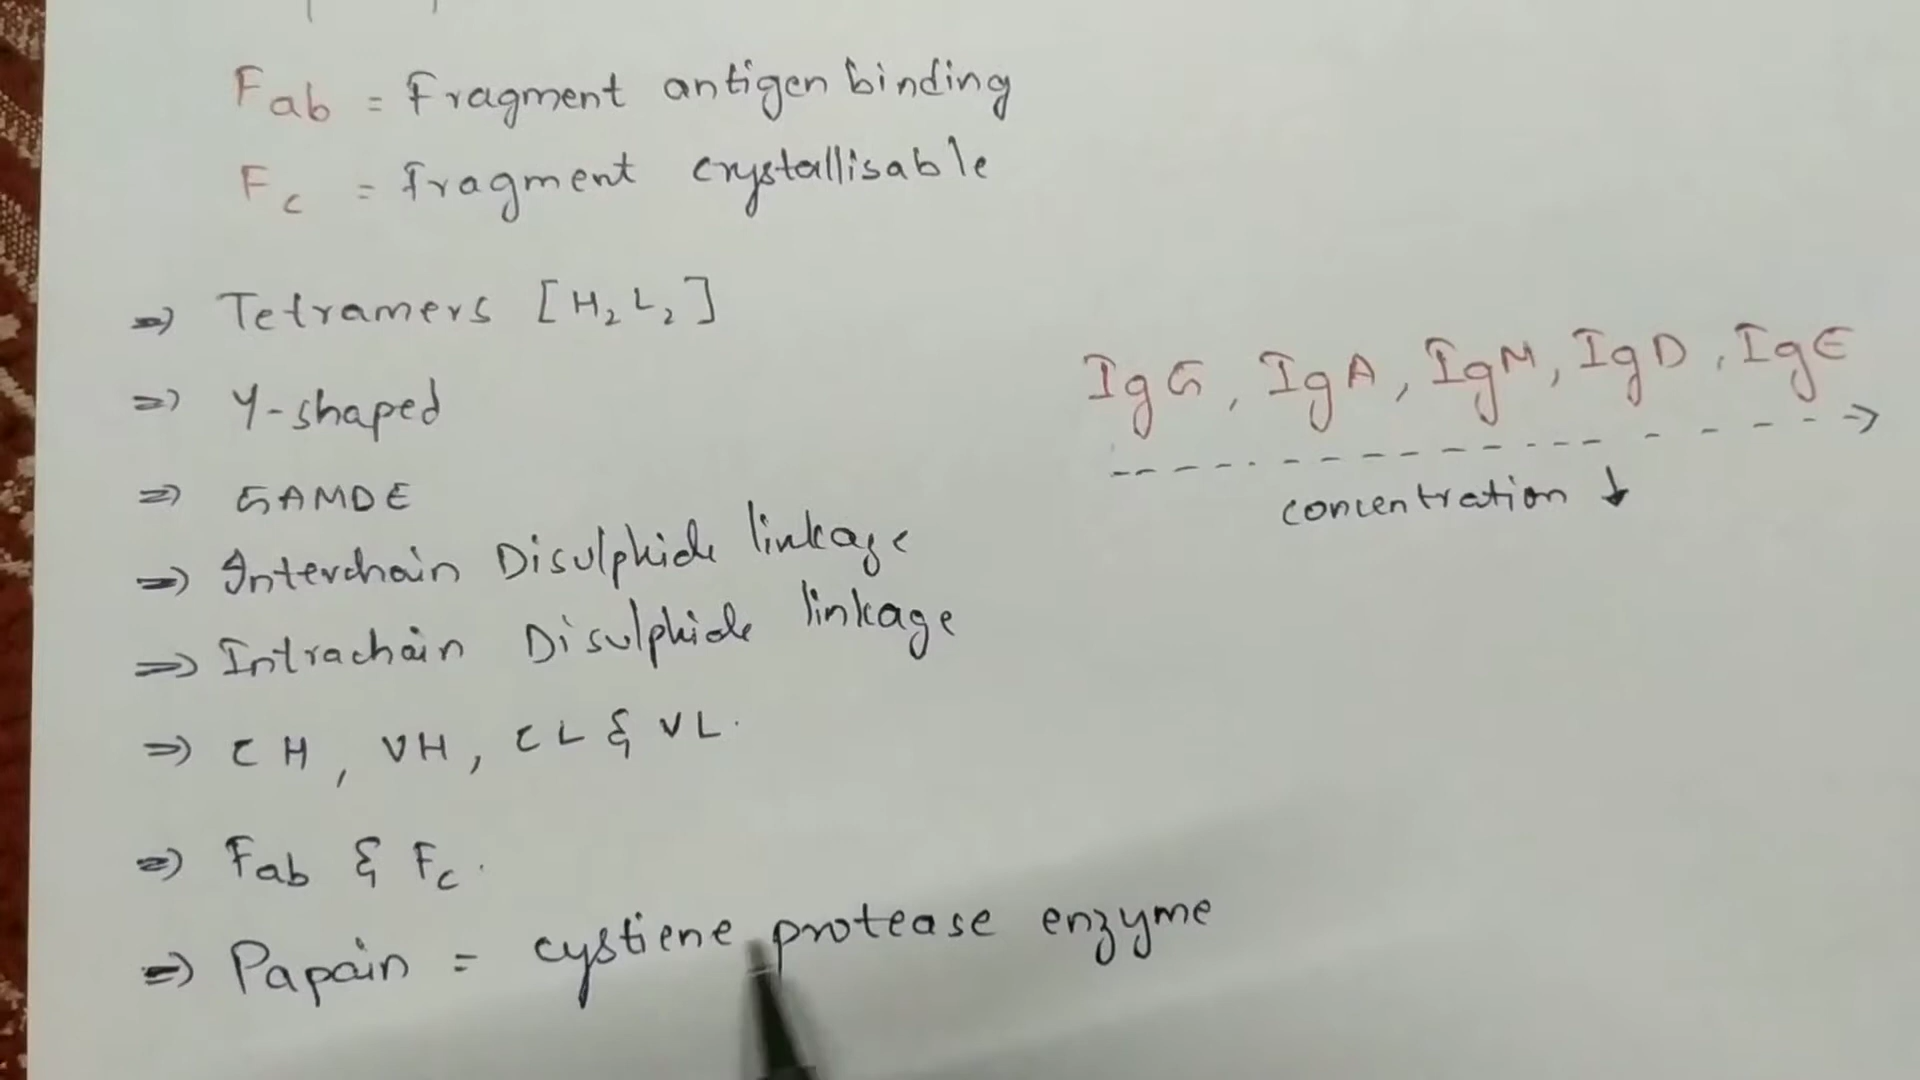 Fab = Fragment antigen binding
Fc = Fragment crystallisable
=> Tetramers [H₂L₂]
=> Y-shaped
=> GAMDE
=> Interchain Disulphide linkage
=> Intrachain Disulphide linkage
=> CH, VH, CL & VL.
=> Fab & Fc.
=> Papain = cystiene protease enzyme
IgG, IgA, IgM, IgD, IgE
concentration ↓